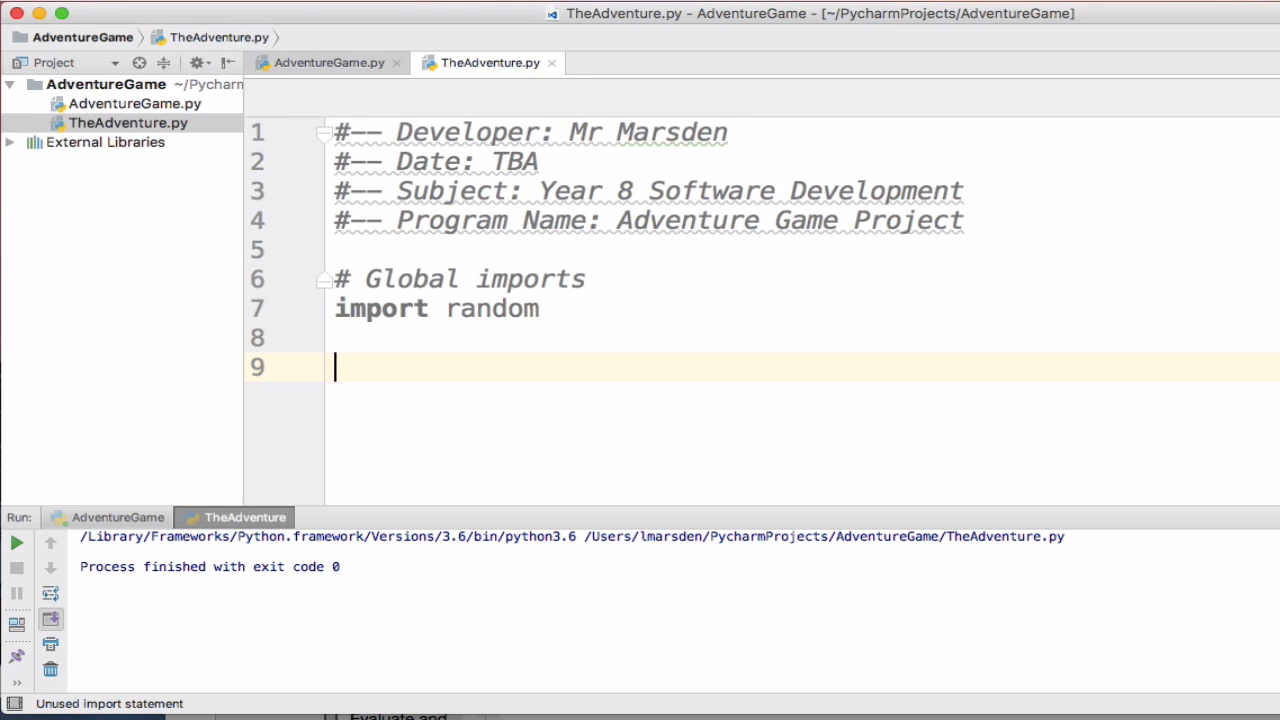 TheAdventure.py - AdventureGame - [~/PycharmProjects/AdventureGame]
AdventureGame TheAdventure.py
Project AdventureGame.py TheAdventure.py
AdventureGame ~/Pycharm
AdventureGame.py
TheAdventure.py
External Libraries
1 #-- Developer: Mr Marsden
2 #-- Date: TBA
3 #-- Subject: Year 8 Software Development
4 #-- Program Name: Adventure Game Project
5
6 # Global imports
7 import random
8
9
Run: AdventureGame TheAdventure
/Library/Frameworks/Python.framework/Versions/3.6/bin/python3.6 /Users/lmarsden/PycharmProjects/AdventureGame/TheAdventure.py
Process finished with exit code 0
Unused import statement
Evaluate and